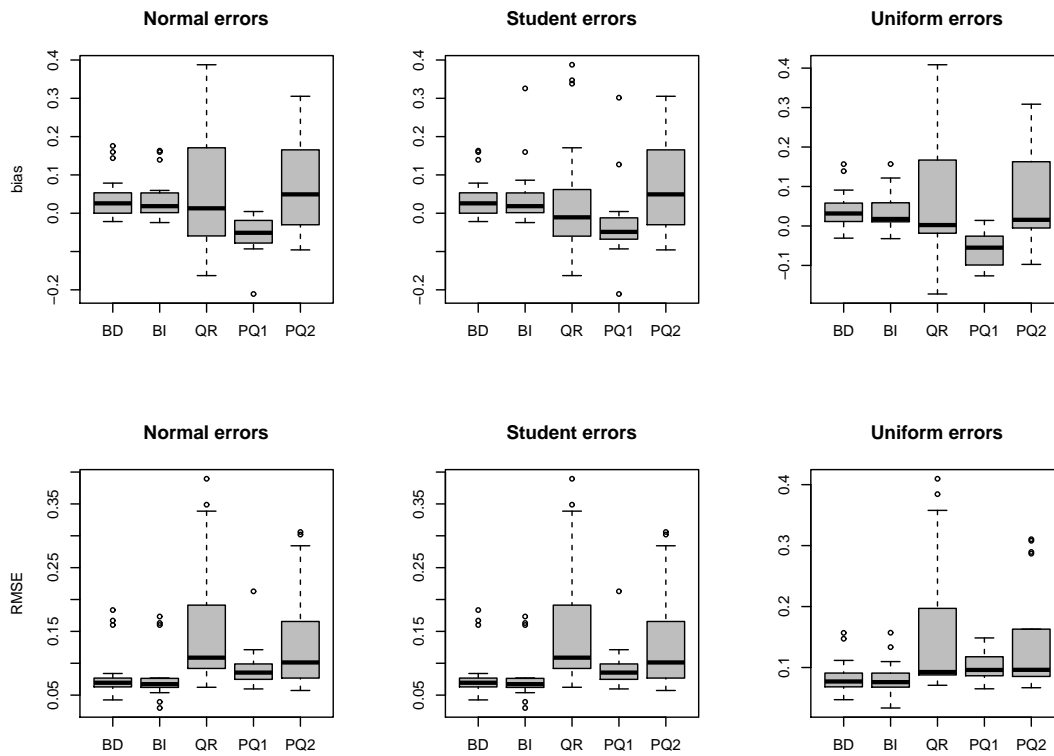 Normal errors
bias
−0.2 0.0 0.1 0.2 0.3 0.4
BD BI QR PQ1 PQ2
Student errors
−0.2 0.0 0.1 0.2 0.3 0.4
BD BI QR PQ1 PQ2
Uniform errors
−0.1 0.0 0.1 0.2 0.3 0.4
BD BI QR PQ1 PQ2
Normal errors
RMSE
0.05 0.15 0.25 0.35
BD BI QR PQ1 PQ2
Student errors
0.05 0.15 0.25 0.35
BD BI QR PQ1 PQ2
Uniform errors
0.1 0.2 0.3 0.4
BD BI QR PQ1 PQ2